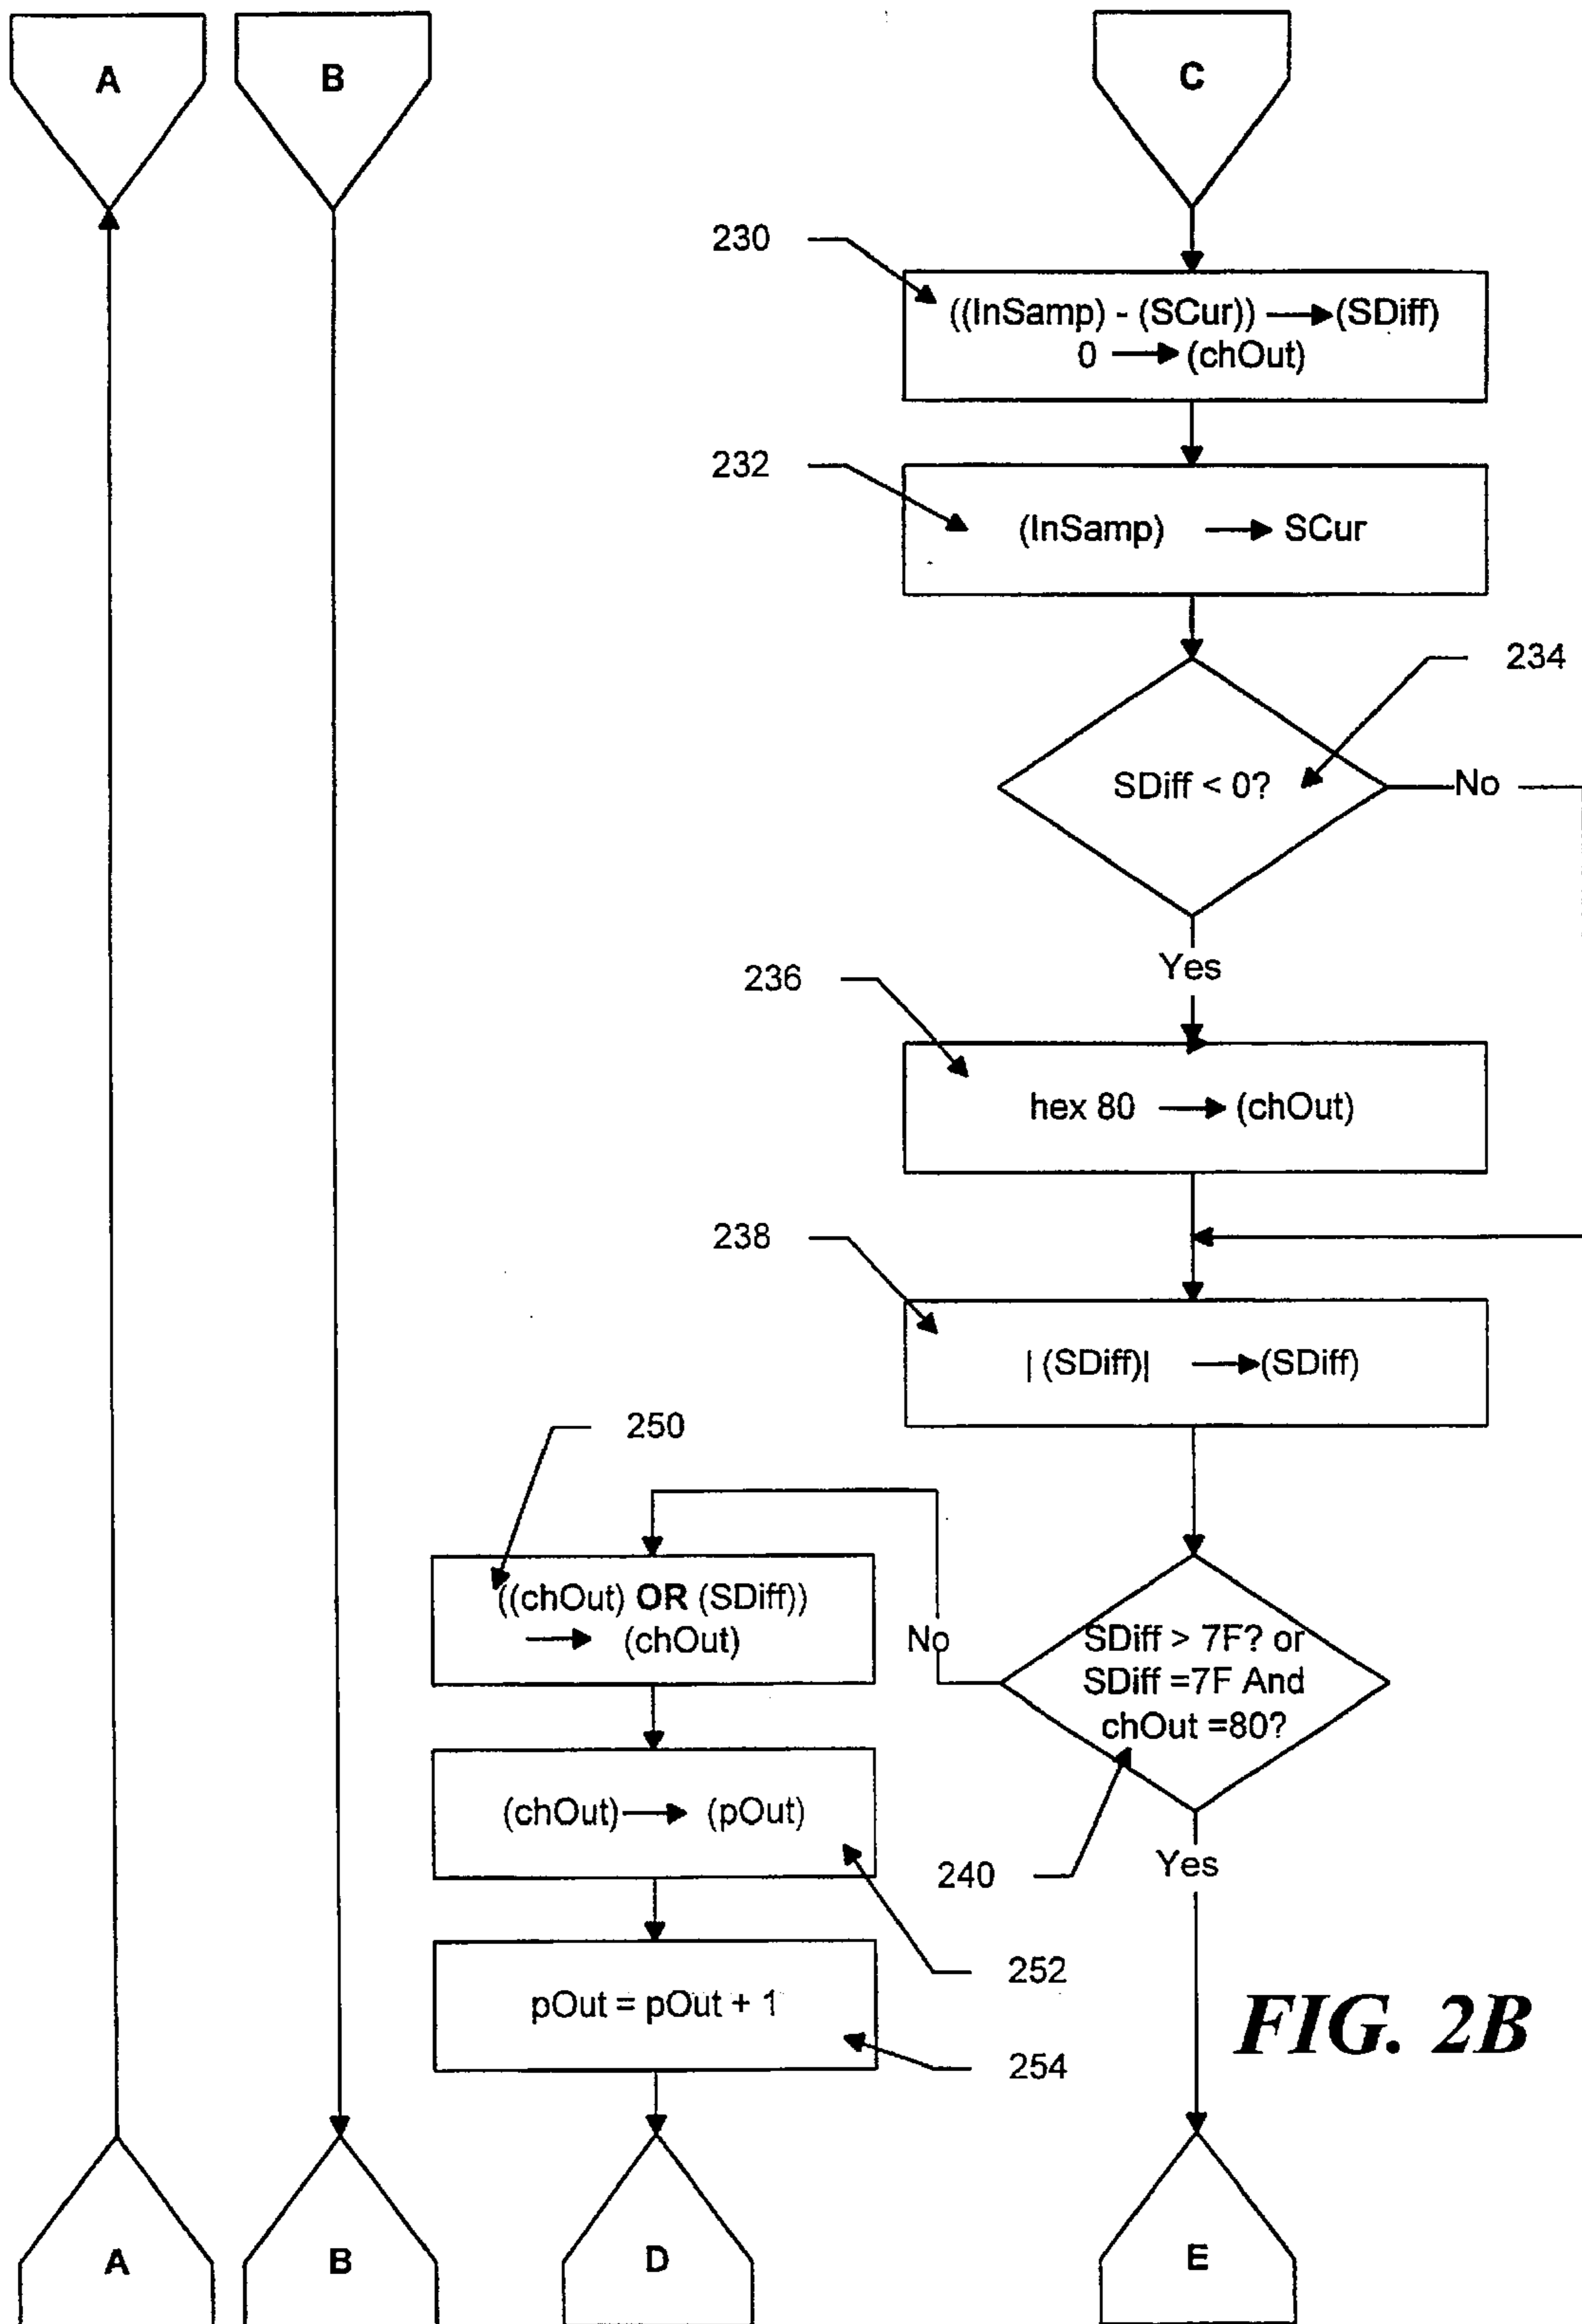 A
B
C
230
((InSamp) - (SCur)) → (SDiff)
0 → (chOut)
232
(InSamp) → SCur
234
SDiff < 0?
No
Yes
236
hex 80 → (chOut)
238
| (SDiff)| → (SDiff)
250
((chOut) OR (SDiff))
→ (chOut)
No
SDiff > 7F? or
SDiff =7F And
chOut =80?
(chOut) → (pOut)
240
Yes
252
pOut = pOut + 1
FIG. 2B
254
A
B
D
E